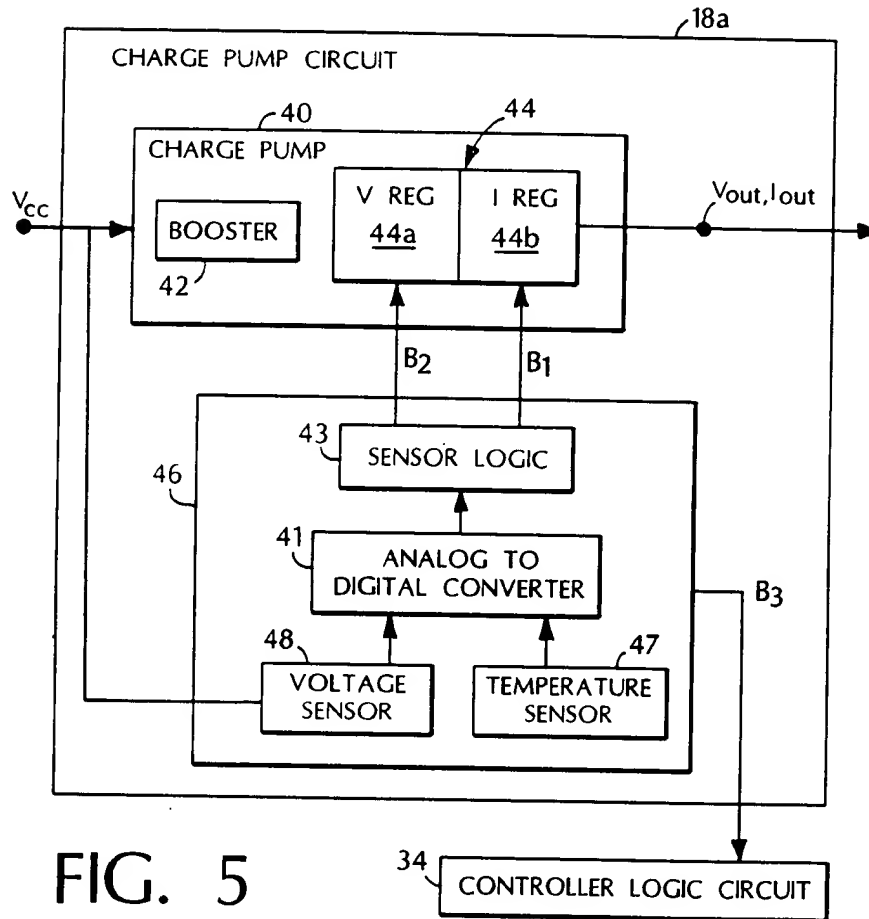 18a
CHARGE PUMP CIRCUIT
40
44
CHARGE PUMP
Vcc
V REG
I REG
Vout, Iout
BOOSTER
44a
44b
42
B2
B1
43
SENSOR LOGIC
46
41
ANALOG TO
DIGITAL CONVERTER
B3
48
47
VOLTAGE
SENSOR
TEMPERATURE
SENSOR
FIG. 5
34
CONTROLLER LOGIC CIRCUIT